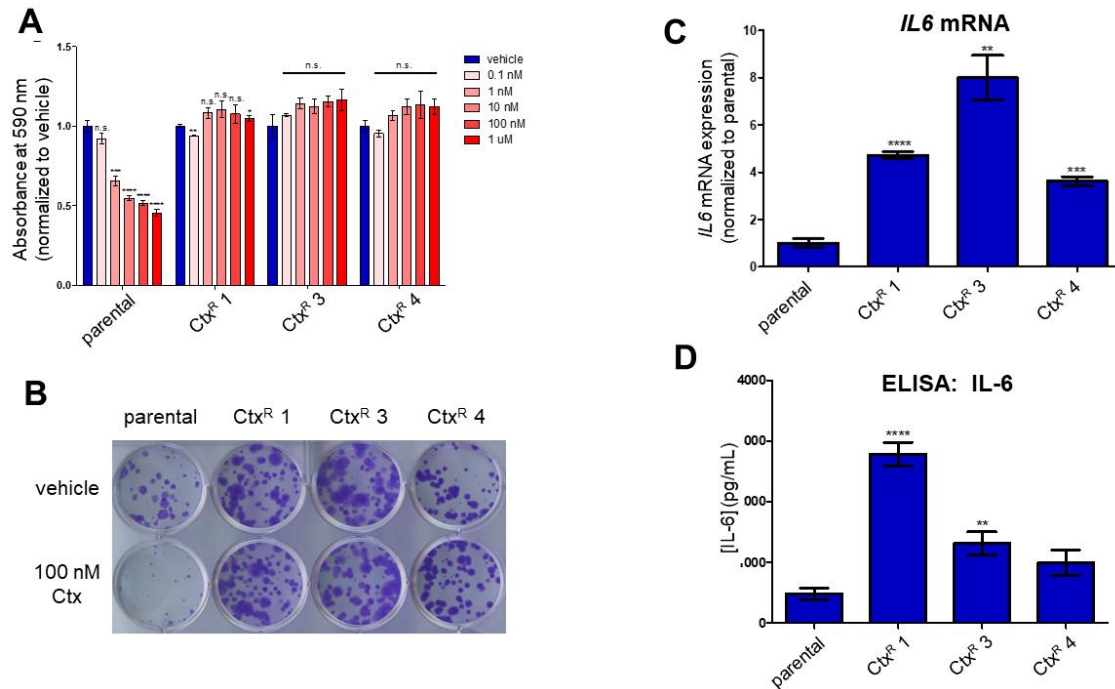 A
Absorbance at 590 nm
(normalized to vehicle)
1.5
1.0
0.5
0.0
n.s.
***
****
****
****
**
n.s.
n.s.
n.s.
*
n.s.
n.s.
parental
Ctxᴿ 1
Ctxᴿ 3
Ctxᴿ 4
vehicle
0.1 nM
1 nM
10 nM
100 nM
1 uM
B
parental
Ctxᴿ 1
Ctxᴿ 3
Ctxᴿ 4
vehicle
100 nM
Ctx
C
IL6 mRNA
IL6 mRNA expression
(normalized to parental)
10
8
6
4
2
0
****
**
***
parental
Ctxᴿ 1
Ctxᴿ 3
Ctxᴿ 4
D
ELISA: IL-6
[IL-6] (pg/mL)
4000
000
000
.000
0
****
**
parental
Ctxᴿ 1
Ctxᴿ 3
Ctxᴿ 4